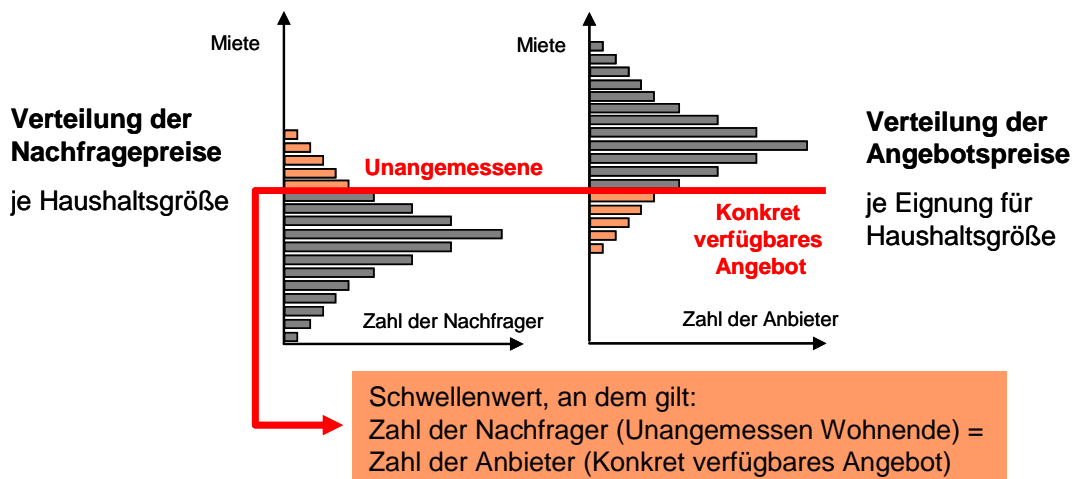 Miete
Miete
Verteilung der
Nachfragepreise
je Haushaltsgröße
Unangemessene
Konkret
verfügbares
Angebot
Verteilung der
Angebotspreise
je Eignung für
Haushaltsgröße
Zahl der Nachfrager
Zahl der Anbieter
Schwellenwert, an dem gilt:
Zahl der Nachfrager (Unangemessen Wohnende) =
Zahl der Anbieter (Konkret verfügbares Angebot)